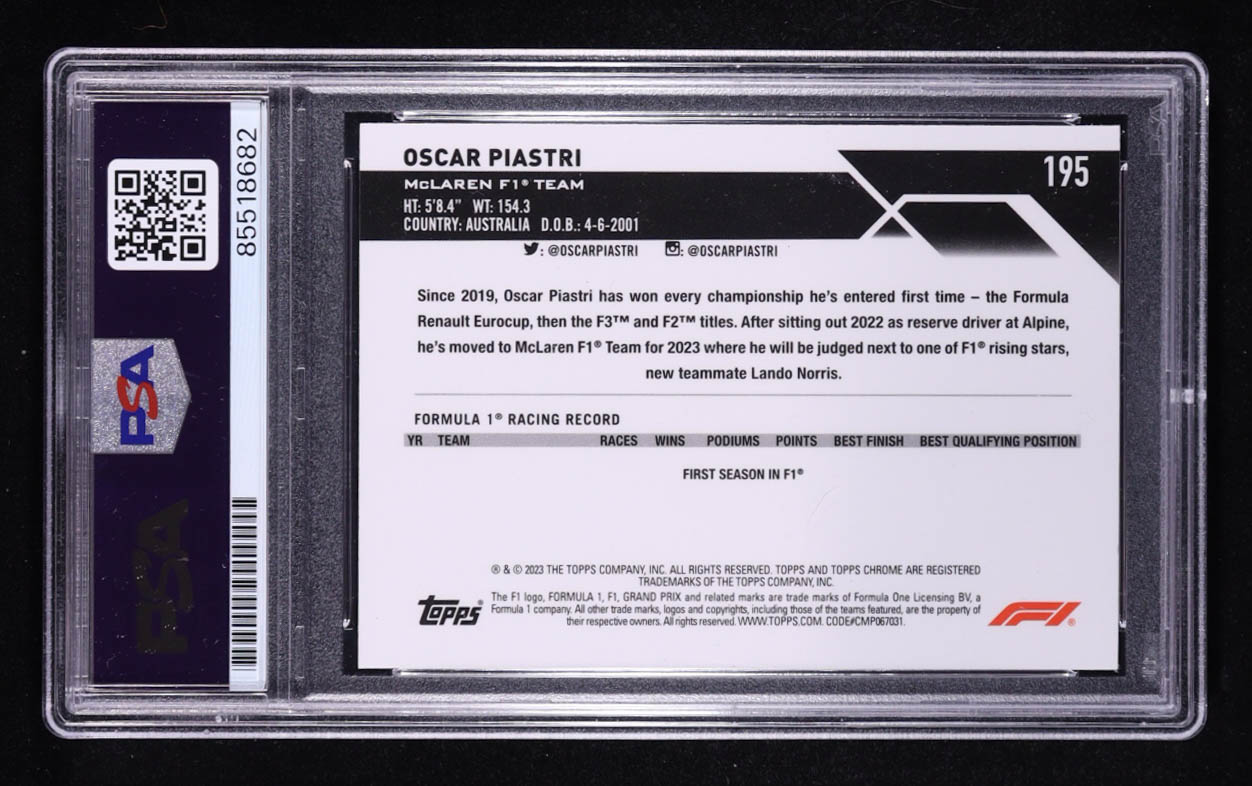 85518682
PSA
PSA
OSCAR PIASTRI
195
McLAREN F1® TEAM
HT: 5'8.4" WT: 154.3
COUNTRY: AUSTRALIA D.O.B.: 4-6-2001
: @OSCARPIASTRI : @OSCARPIASTRI
Since 2019, Oscar Piastri has won every championship he's entered first time – the Formula
Renault Eurocup, then the F3™ and F2™ titles. After sitting out 2022 as reserve driver at Alpine,
he's moved to McLaren F1® Team for 2023 where he will be judged next to one of F1® rising stars,
new teammate Lando Norris.
FORMULA 1® RACING RECORD
YR TEAM RACES WINS PODIUMS POINTS BEST FINISH BEST QUALIFYING POSITION
FIRST SEASON IN F1®
® & © 2023 THE TOPPS COMPANY, INC. ALL RIGHTS RESERVED. TOPPS AND TOPPS CHROME ARE REGISTERED
TRADEMARKS OF THE TOPPS COMPANY, INC.
The F1 logo, FORMULA 1, F1, GRAND PRIX and related marks are trade marks of Formula One Licensing BV, a
Formula 1 company. All other trade marks, logos and copyrights, including those of the teams featured, are the property of
their respective owners. All rights reserved. WWW.TOPPS.COM. CODE#CMP067031.
Topps®
F1®